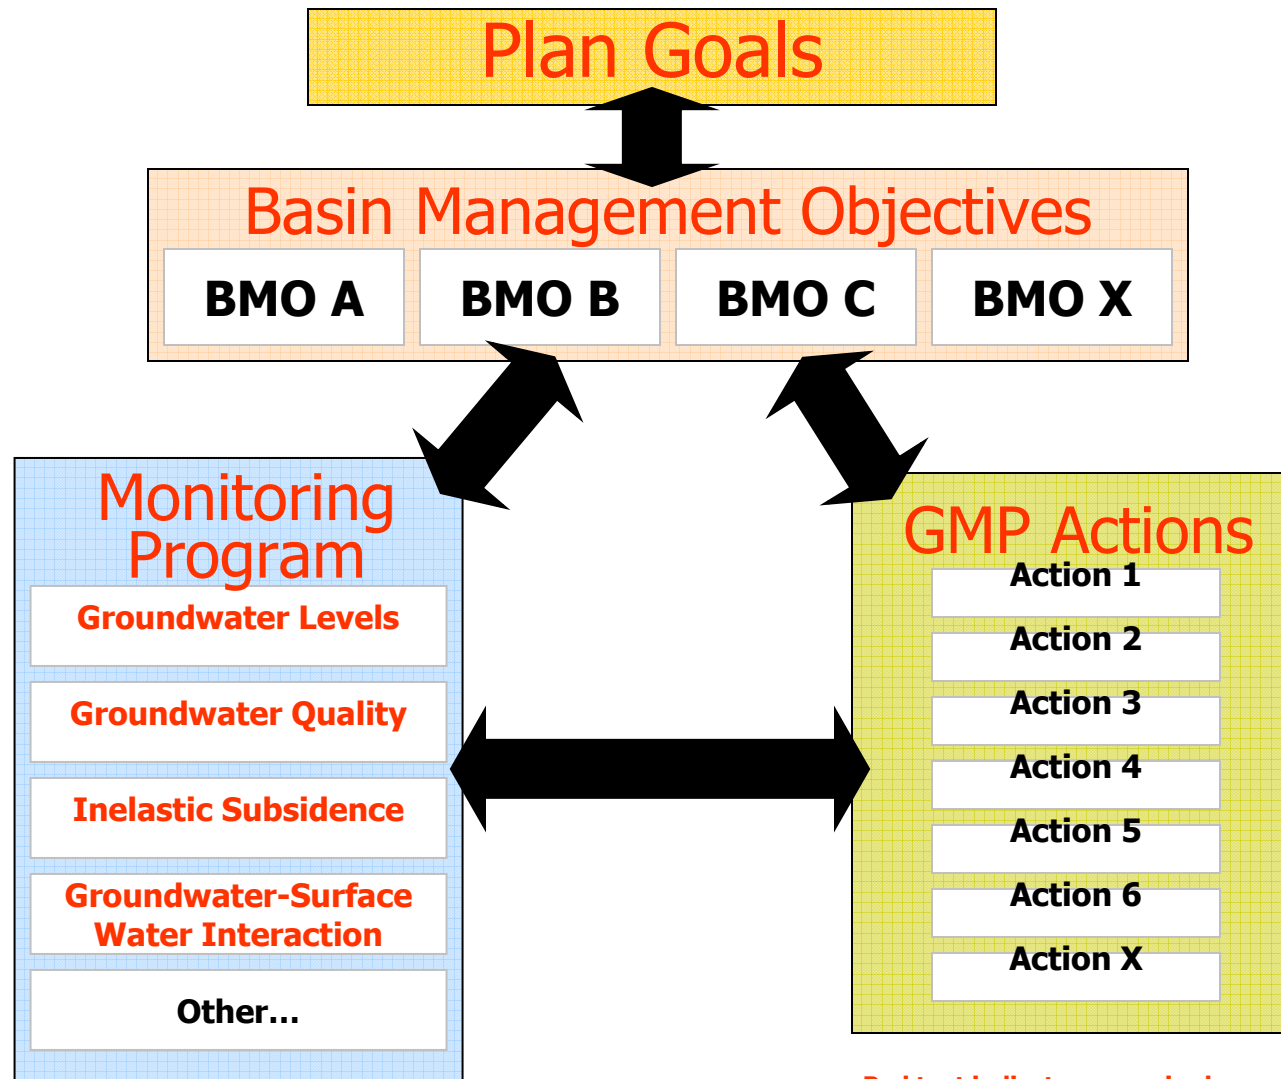 Plan Goals
Basin Management Objectives
BMO A
BMO B
BMO C
BMO X
Monitoring
Program
Groundwater Levels
Groundwater Quality
Inelastic Subsidence
Groundwater-Surface
Water Interaction
Other...
GMP Actions
Action 1
Action 2
Action 3
Action 4
Action 5
Action 6
Action X